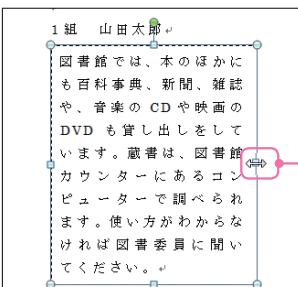 1組　山田太郎
図書館では、本のほかに
も百科事典、新聞、雑誌
や、音楽の CD や映画の
DVD も貸し出しをして
います。蔵書は、図書館
カウンターにあるコン
ピューターで調べられ
ます。使い方がわからな
ければ図書委員に聞い
てください。